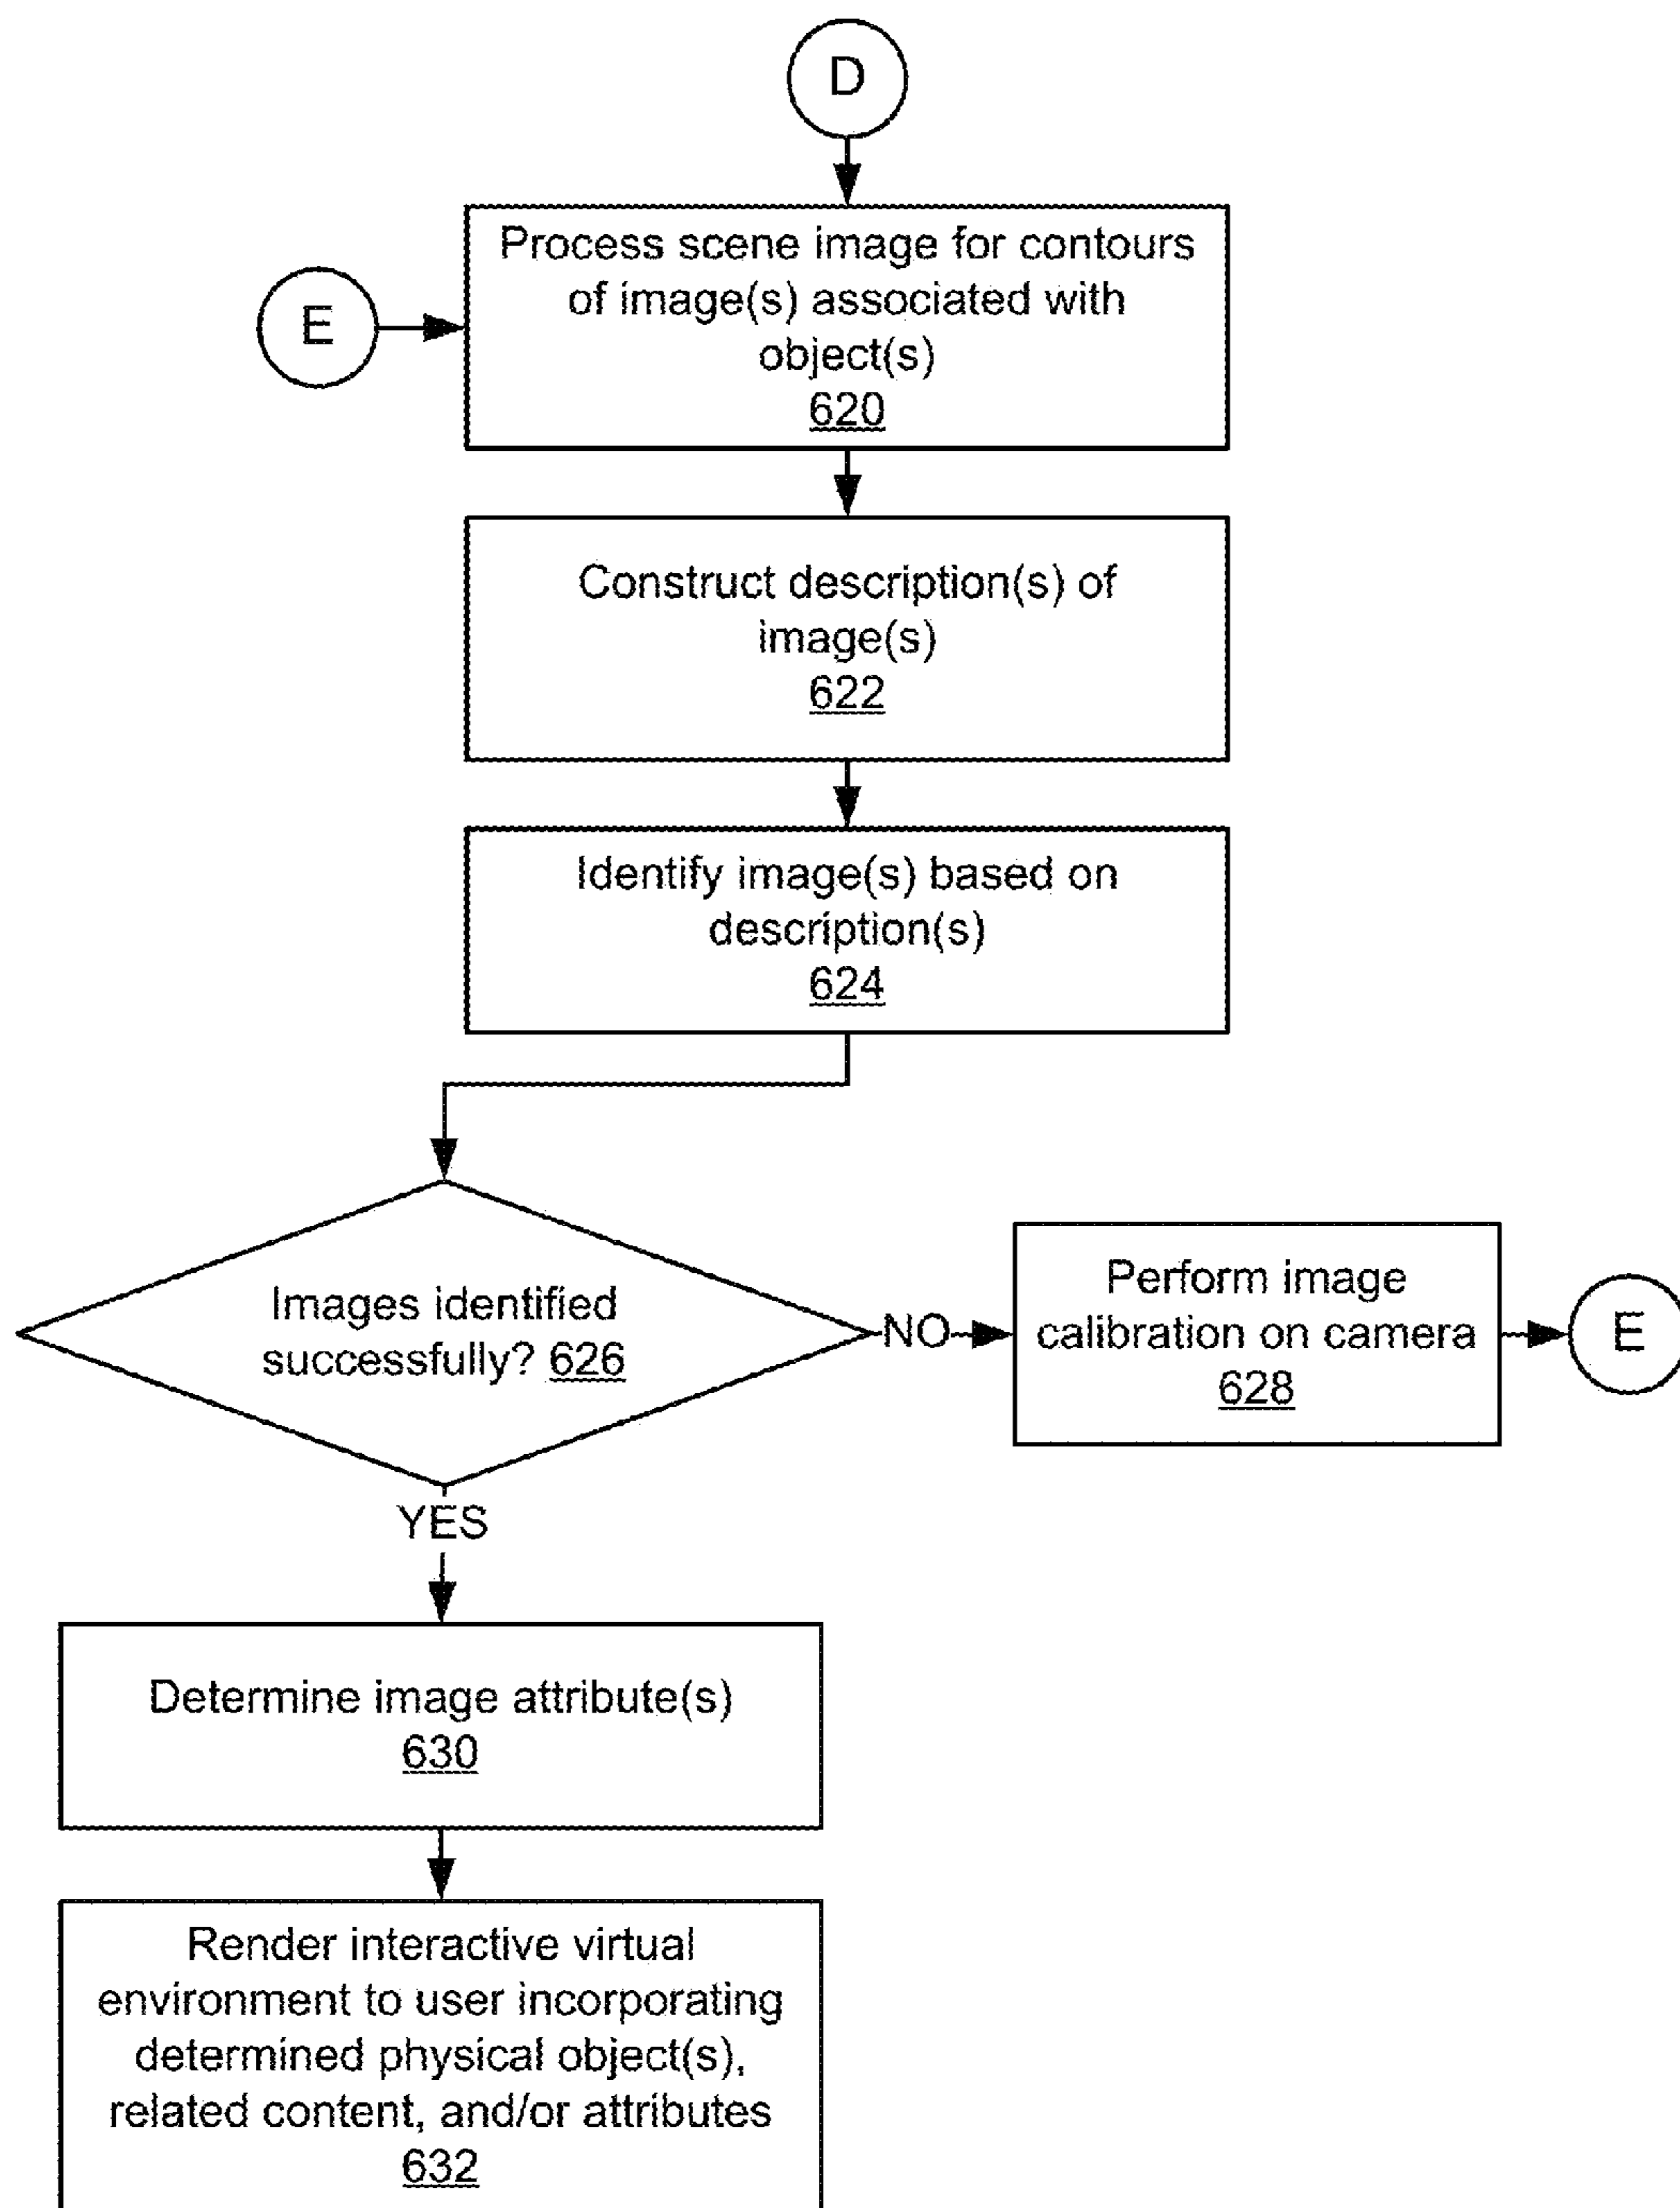 D
Process scene image for contours
of image(s) associated with
object(s)
620
E
Construct description(s) of
image(s)
622
Identify image(s) based on
description(s)
624
Images identified
successfully? 626
NO
Perform image
calibration on camera
628
E
YES
Determine image attribute(s)
630
Render interactive virtual
environment to user incorporating
determined physical object(s),
related content, and/or attributes
632